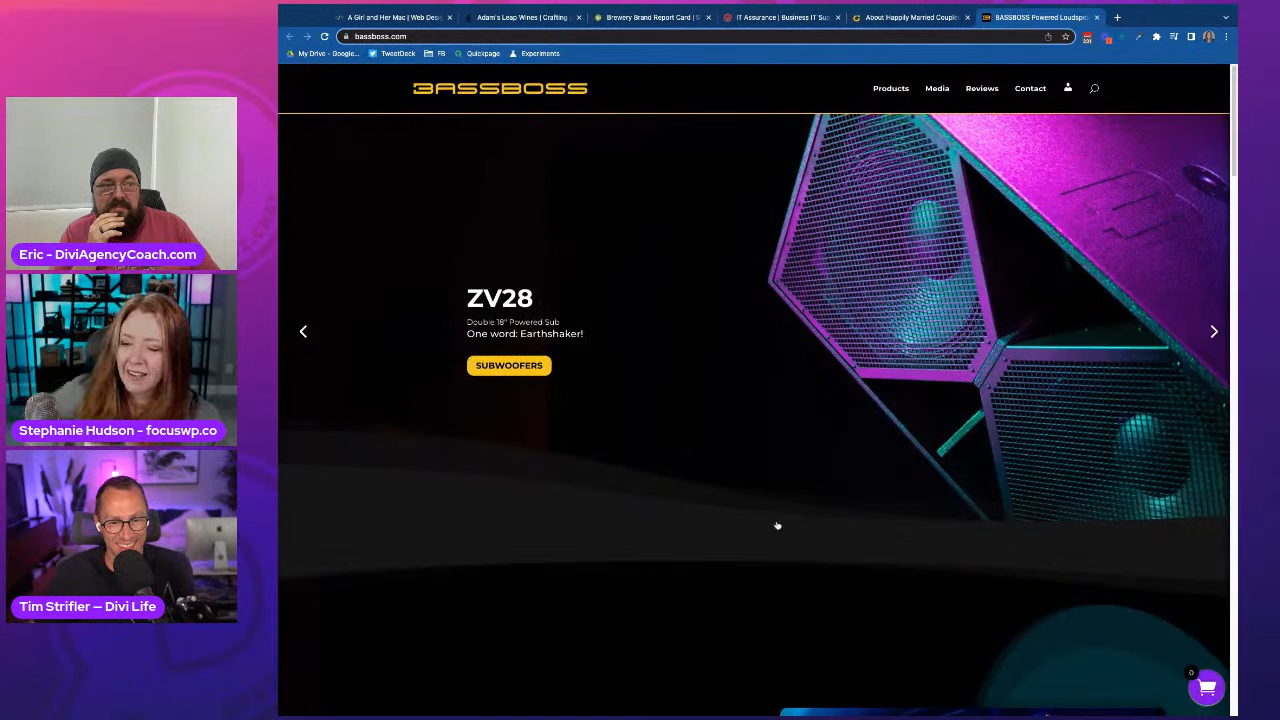 A Girl and Her Mac | Web Desi
Adam's Leap Wines | Crafting
Brewery Brand Report Card | S
IT Assurance | Business IT Sup
About Happily Married Couple
BASSBOSS Powered Loudspe
bassboss.com
My Drive - Google...
TweetDeck
FB
Quickpage
Experiments
BASSBOSS
Products
Media
Reviews
Contact
ZV28
Double 18" Powered Sub
One word: Earthshaker!
SUBWOOFERS
0
Eric - DiviAgencyCoach.com
Stephanie Hudson - focuswp.co
Tim Strifler — Divi Life